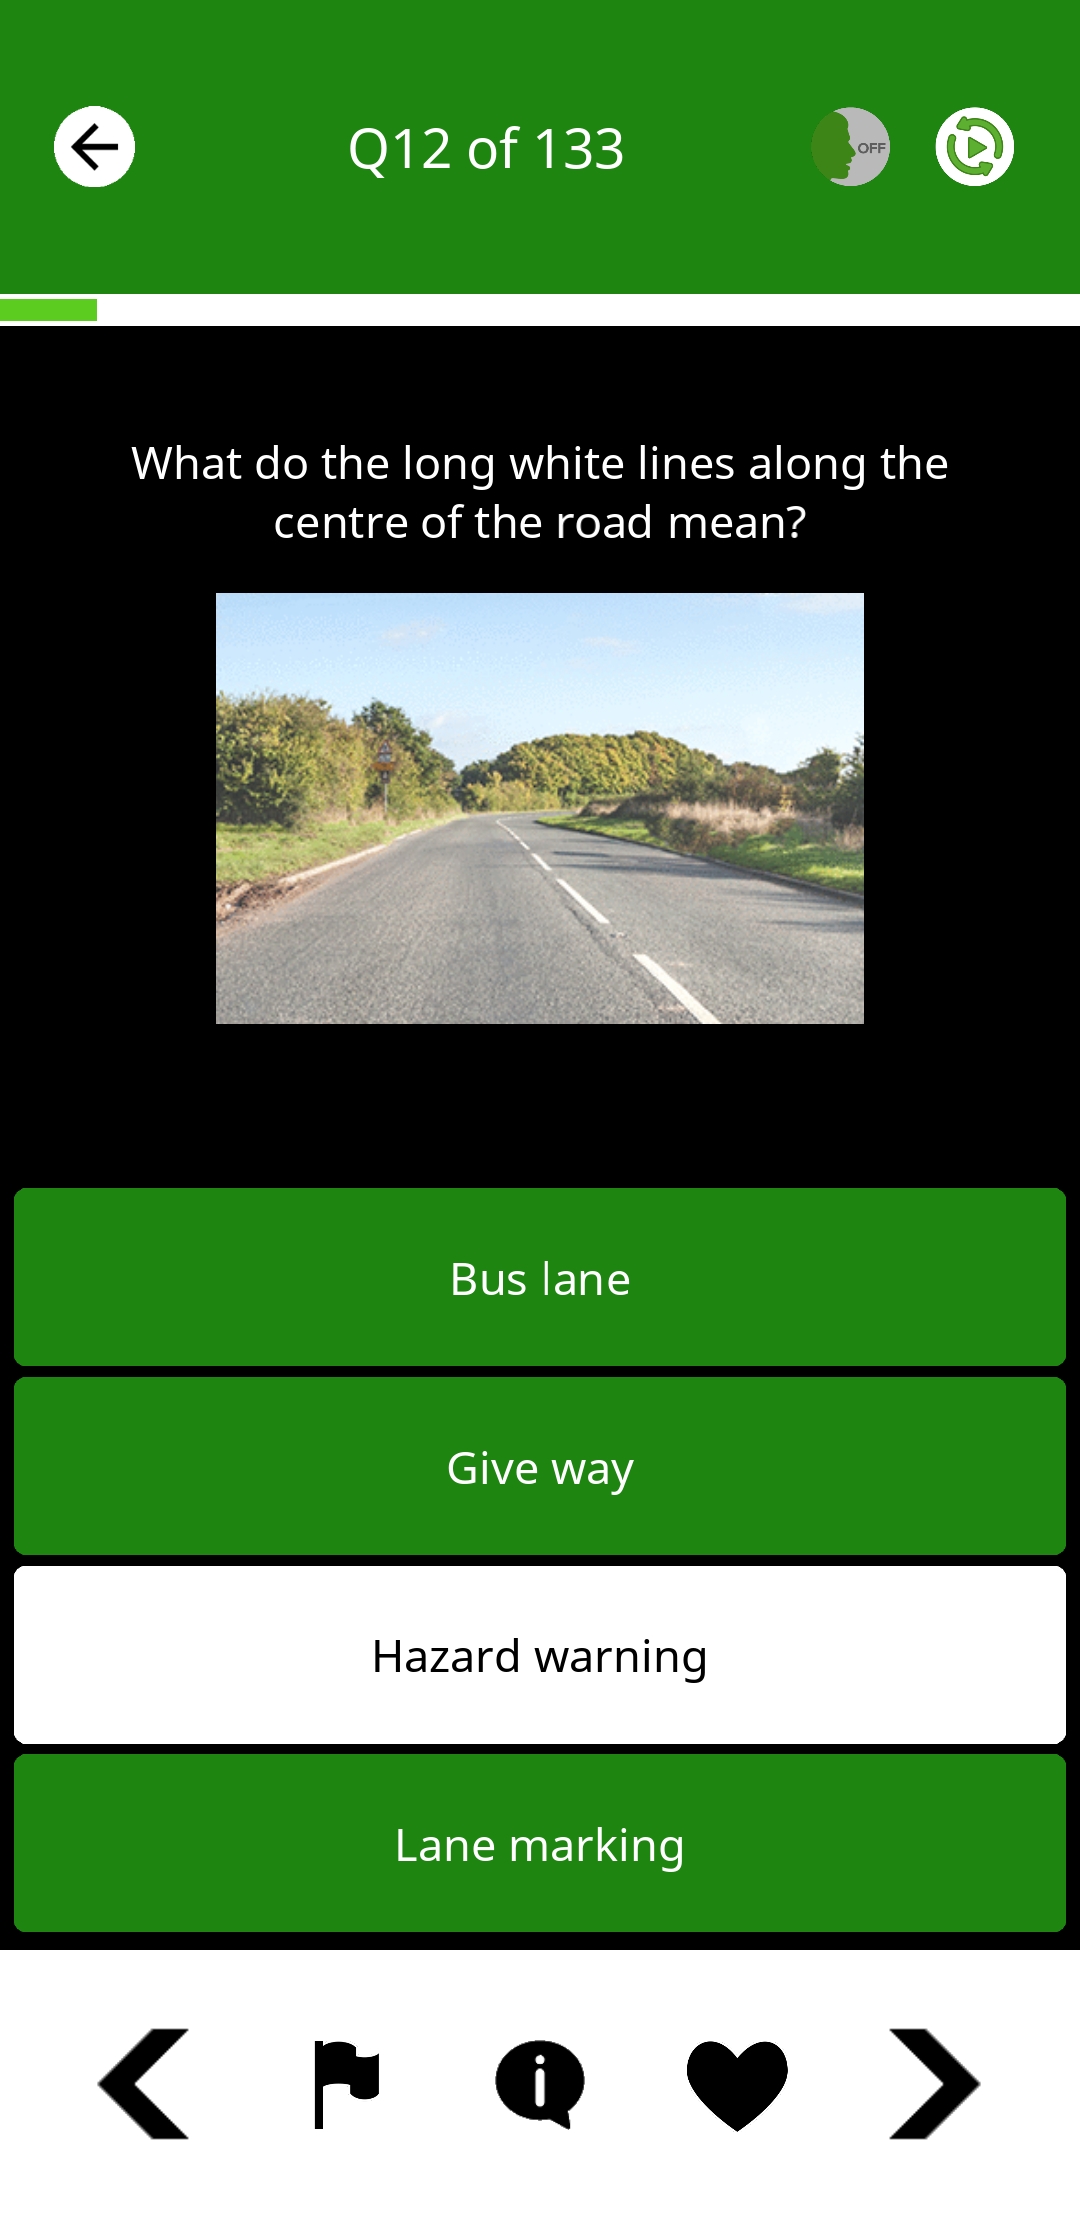 Q12 of 133
OFF
What do the long white lines along the
centre of the road mean?
Bus lane
Give way
Hazard warning
Lane marking